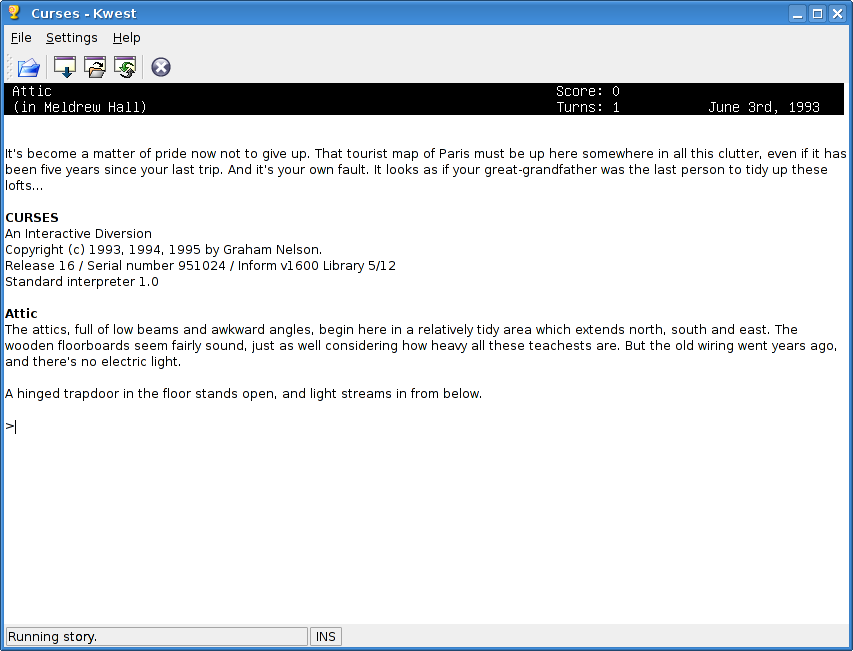 Curses - Kwest
File Settings Help
Attic Score: 0
(in Meldrew Hall) Turns: 1 June 3rd, 1993
It's become a matter of pride now not to give up. That tourist map of Paris must be up here somewhere in all this clutter, even if it has
been five years since your last trip. And it's your own fault. It looks as if your great-grandfather was the last person to tidy up these
lofts...
CURSES
An Interactive Diversion
Copyright (c) 1993, 1994, 1995 by Graham Nelson.
Release 16 / Serial number 951024 / Inform v1600 Library 5/12
Standard interpreter 1.0
Attic
The attics, full of low beams and awkward angles, begin here in a relatively tidy area which extends north, south and east. The
wooden floorboards seem fairly sound, just as well considering how heavy all these teachests are. But the old wiring went years ago,
and there's no electric light.
A hinged trapdoor in the floor stands open, and light streams in from below.
>
Running story. INS